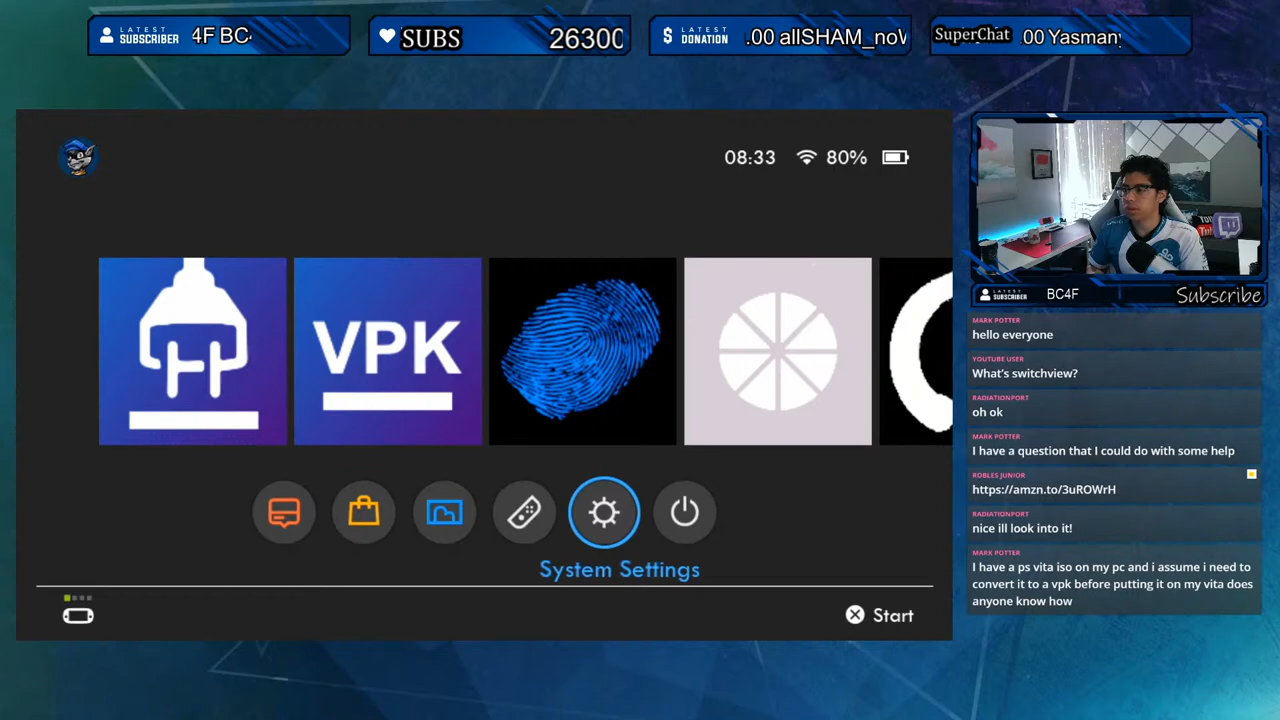 LATEST
SUBSCRIBER
4F BC
SUBS
26300
LATEST
DONATION
.00 allSHAM_no
SuperChat
.00 Yasman
08:33
80%
VPK
System Settings
Start
LATEST
SUBSCRIBER
BC4F
Subscribe
MARK POTTER
hello everyone
YOUTUBE USER
What's switchview?
RADIATIONPORT
oh ok
MARK POTTER
I have a question that I could do with some help
ROBLES JUNIOR
https://amzn.to/3uROWrH
RADIATIONPORT
nice ill look into it!
MARK POTTER
I have a ps vita iso on my pc and i assume i need to
convert it to a vpk before putting it on my vita does
anyone know how